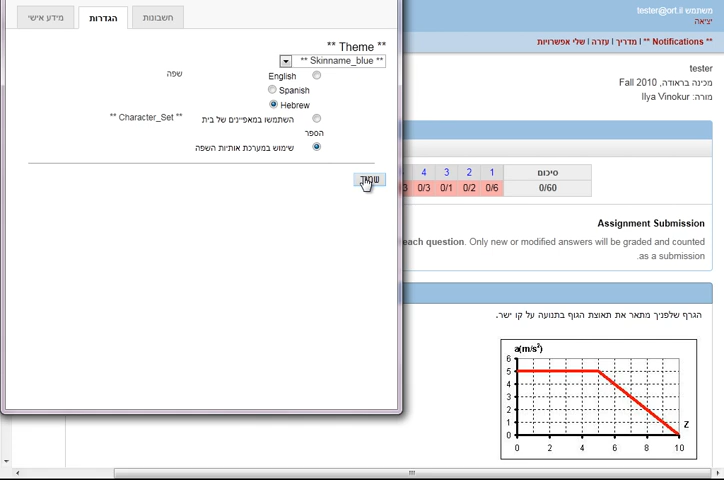 חשבונות
הגדרות
מידע אישי
** Theme **
** Skinname_blue **
שפה
English
Spanish
Hebrew
** Character_Set **
השתמשו במאפיינים של בית
הספר
שימוש במערכת אותיות השפה
משתמש tester@ort.il
יציאה
** Notifications ** | מדריך | עזרה | שלי אפשרויות
tester
מכינה בראודה, Fall 2010
מורה: Ilya Vinokur
סיכום 1 2 3 4
0/60 0/6 0/2 0/1 0/3
Assignment Submission
each question. Only new or modified answers will be graded and counted
as a submission.
הגרף שלפניך מתאר את תאוצת הגוף בתנועה על קו ישר.
a(m/s²)
6
5
4
3
2
1
0
0 2 4 6 8 10
Z